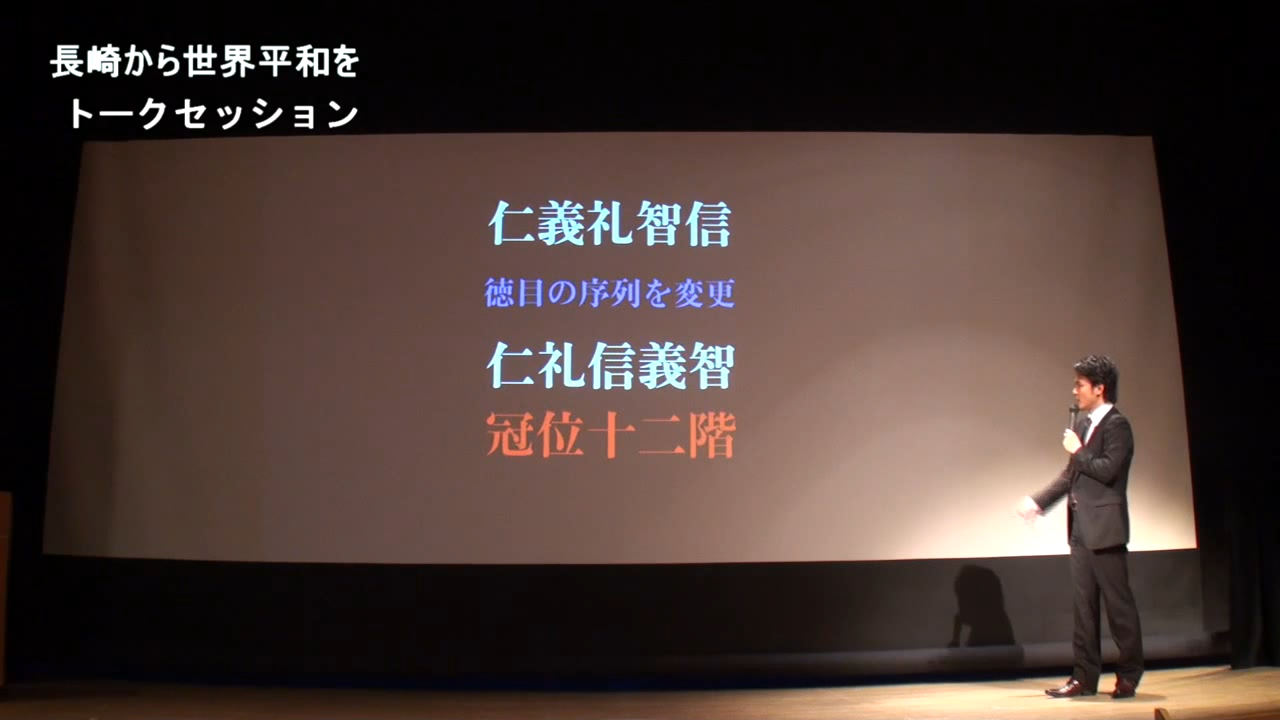 長崎から世界平和を
トークセッション
仁義礼智信
徳目の序列を変更
仁礼信義智
冠位十二階